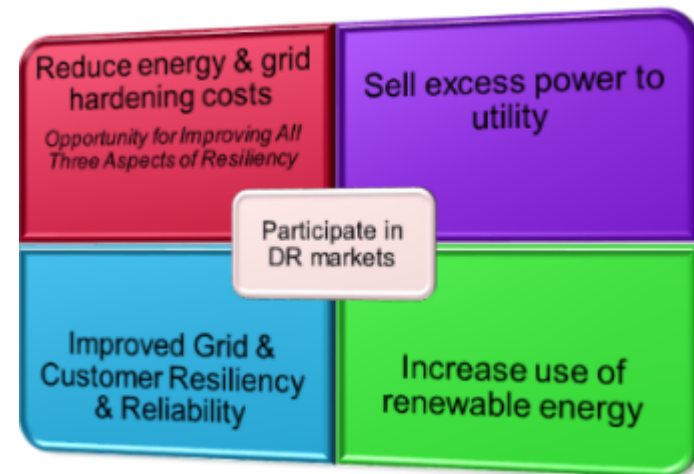 Reduce energy & grid
hardening costs
Opportunity for Improving All
Three Aspects of Resiliency
Sell excess power to
utility
Participate in
DR markets
Improved Grid &
Customer Resiliency
& Reliability
Increase use of
renewable energy